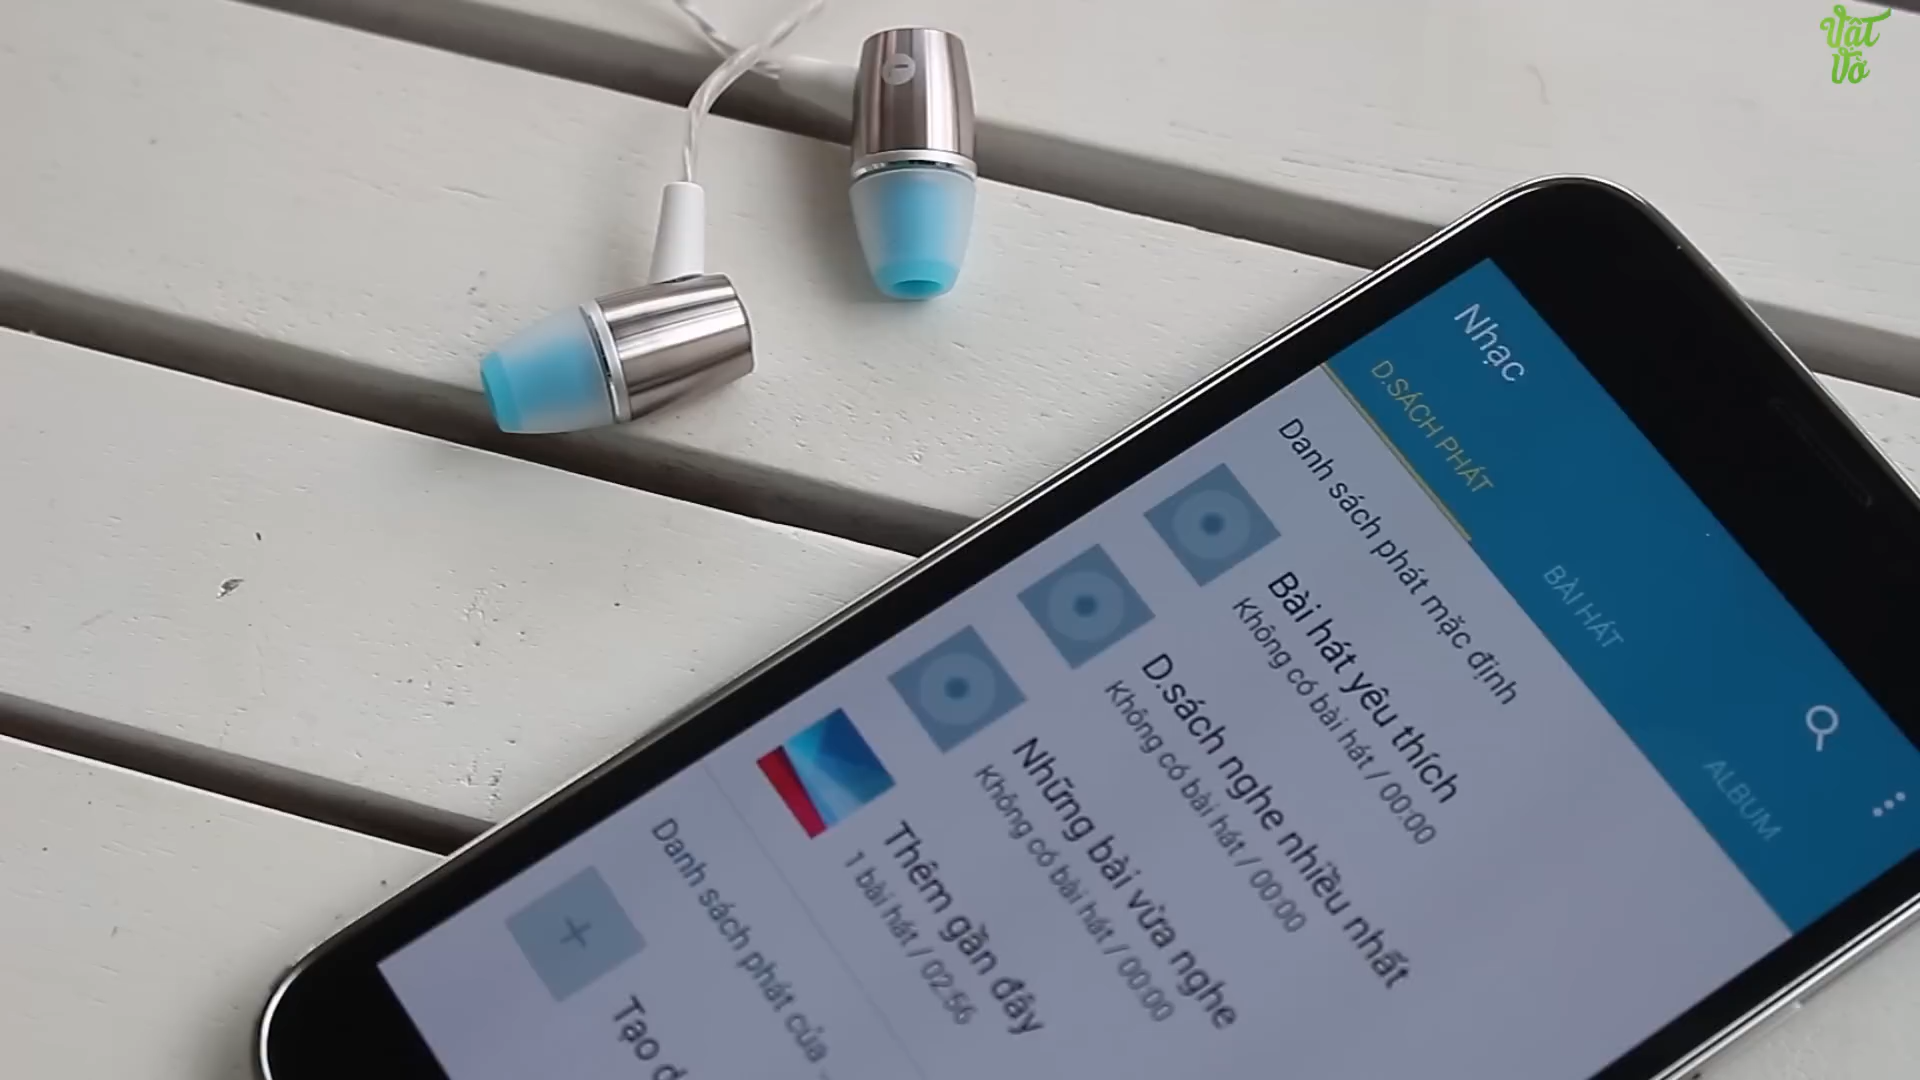 Vật
Vờ
Nhạc
D.SÁCH PHÁT
BÀI HÁT
ALBUM
Danh sách phát mặc định
Bài hát yêu thích
Không có bài hát / 00:00
D.sách nghe nhiều nhất
Không có bài hát / 00:00
Những bài vừa nghe
Không có bài hát / 00:00
Thêm gần đây
1 bài hát / 02:56
Danh sách phát của
Tạo